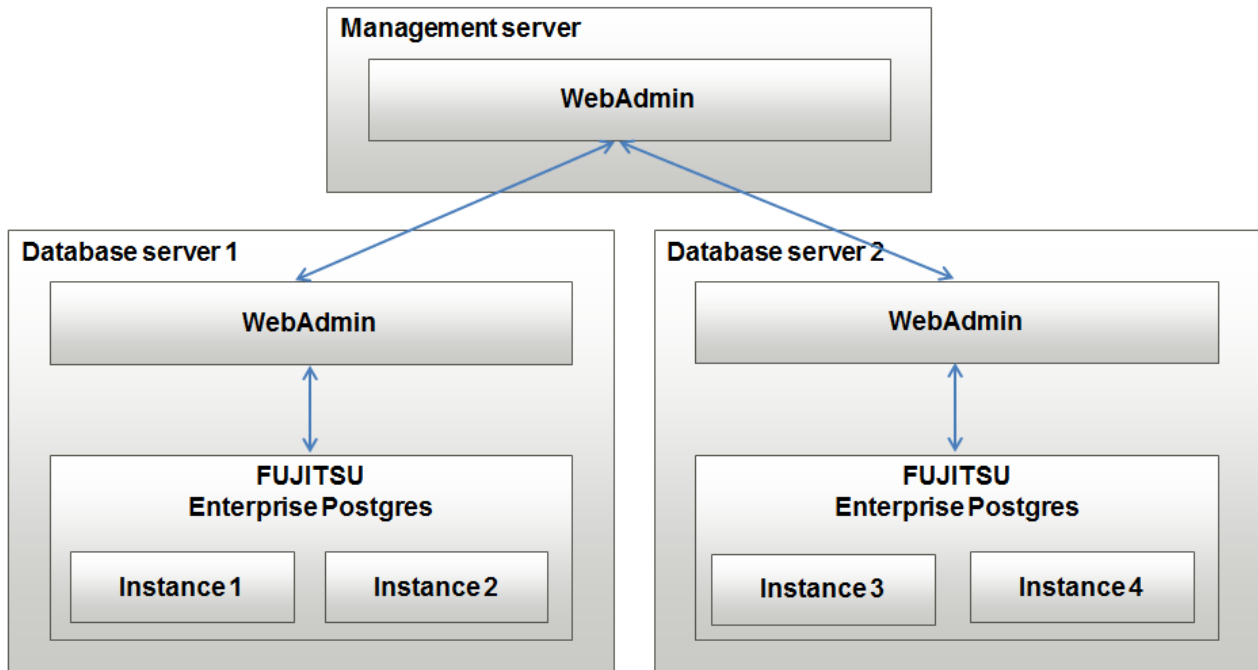 Management server
WebAdmin
Database server 1
WebAdmin
FUJITSU
Enterprise Postgres
Instance 1
Instance 2
Database server 2
WebAdmin
FUJITSU
Enterprise Postgres
Instance 3
Instance 4